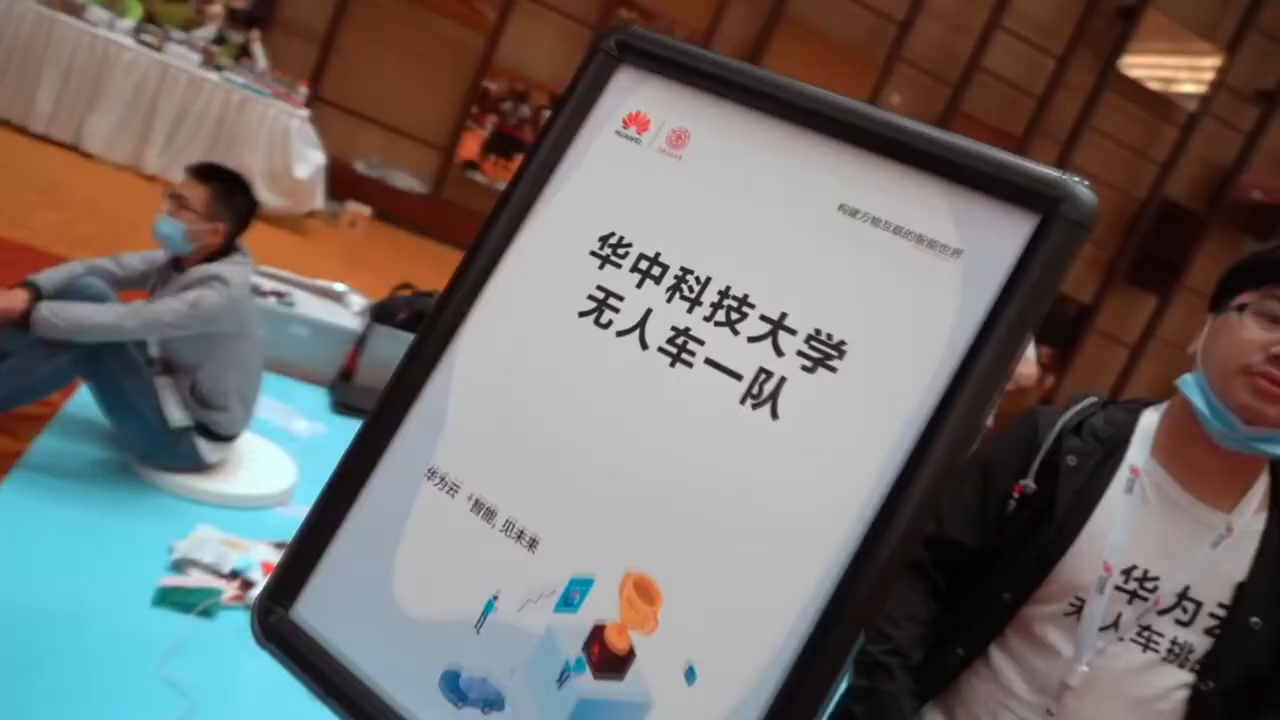 HUAWEI
构建万物互联的智能世界
华中科技大学
无人车一队
华为云 +智能, 见未来
华为云
无人车挑